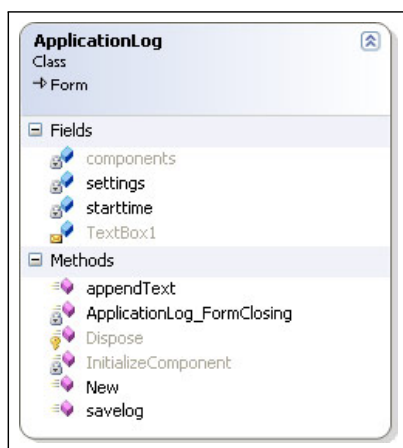 ApplicationLog
Class
Form
Fields
components
settings
starttime
TextBox1
Methods
appendText
ApplicationLog_FormClosing
Dispose
InitializeComponent
New
savelog